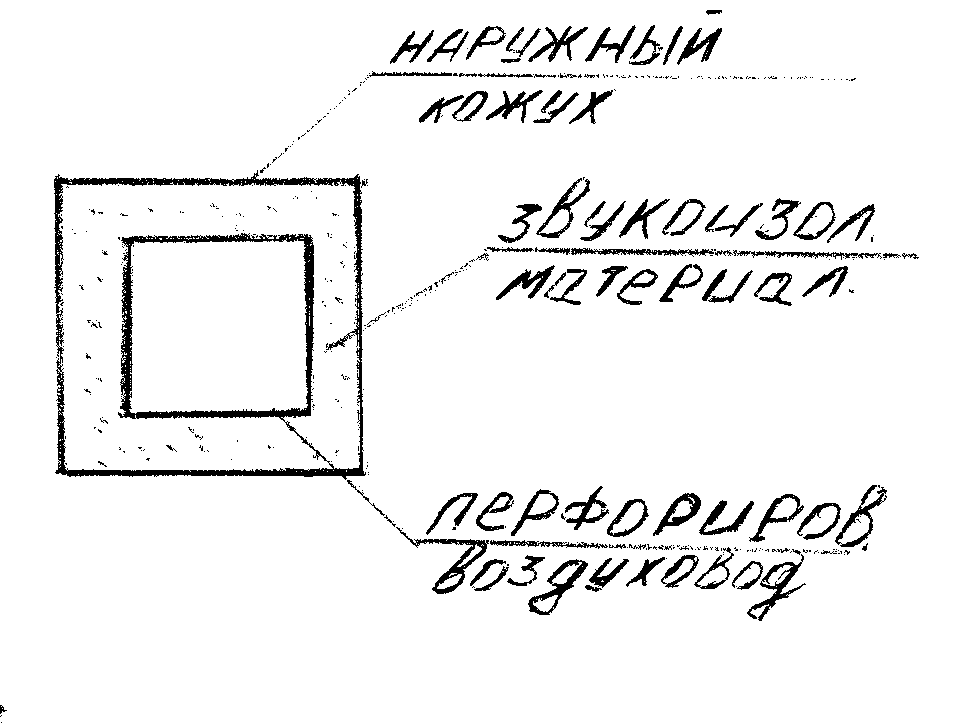 наружный
кожух
звукоизол.
материал.
перфориров.
воздуховод